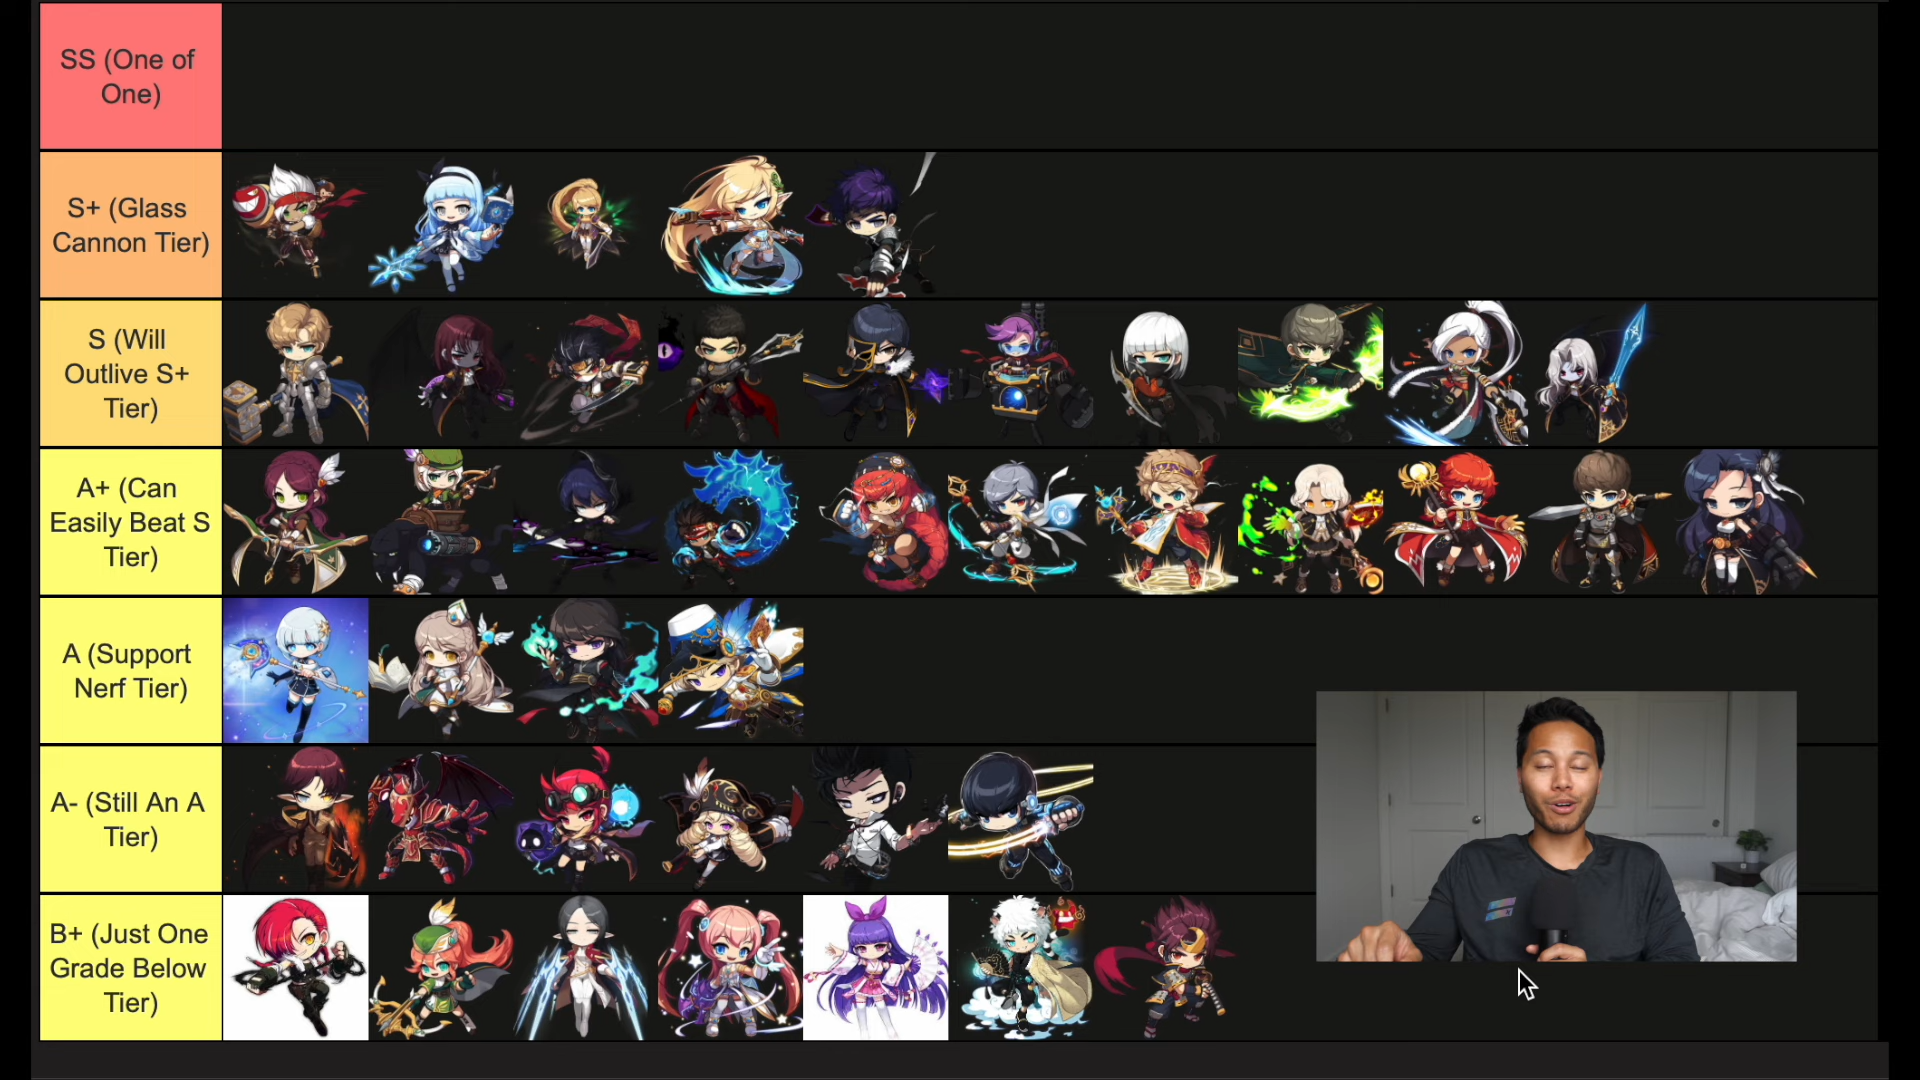 SS (One of
One)
S+ (Glass
Cannon Tier)
S (Will
Outlive S+
Tier)
A+ (Can
Easily Beat S
Tier)
A (Support
Nerf Tier)
A- (Still An A
Tier)
B+ (Just One
Grade Below
Tier)